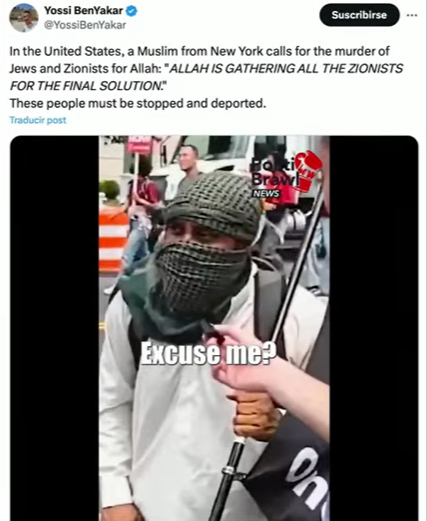 Yossi BenYakar
@YossiBenYakar
Suscribirse
In the United States, a Muslim from New York calls for the murder of
Jews and Zionists for Allah: "ALLAH IS GATHERING ALL THE ZIONISTS
FOR THE FINAL SOLUTION."
These people must be stopped and deported.
Traducir post
NEWS
Excuse me?